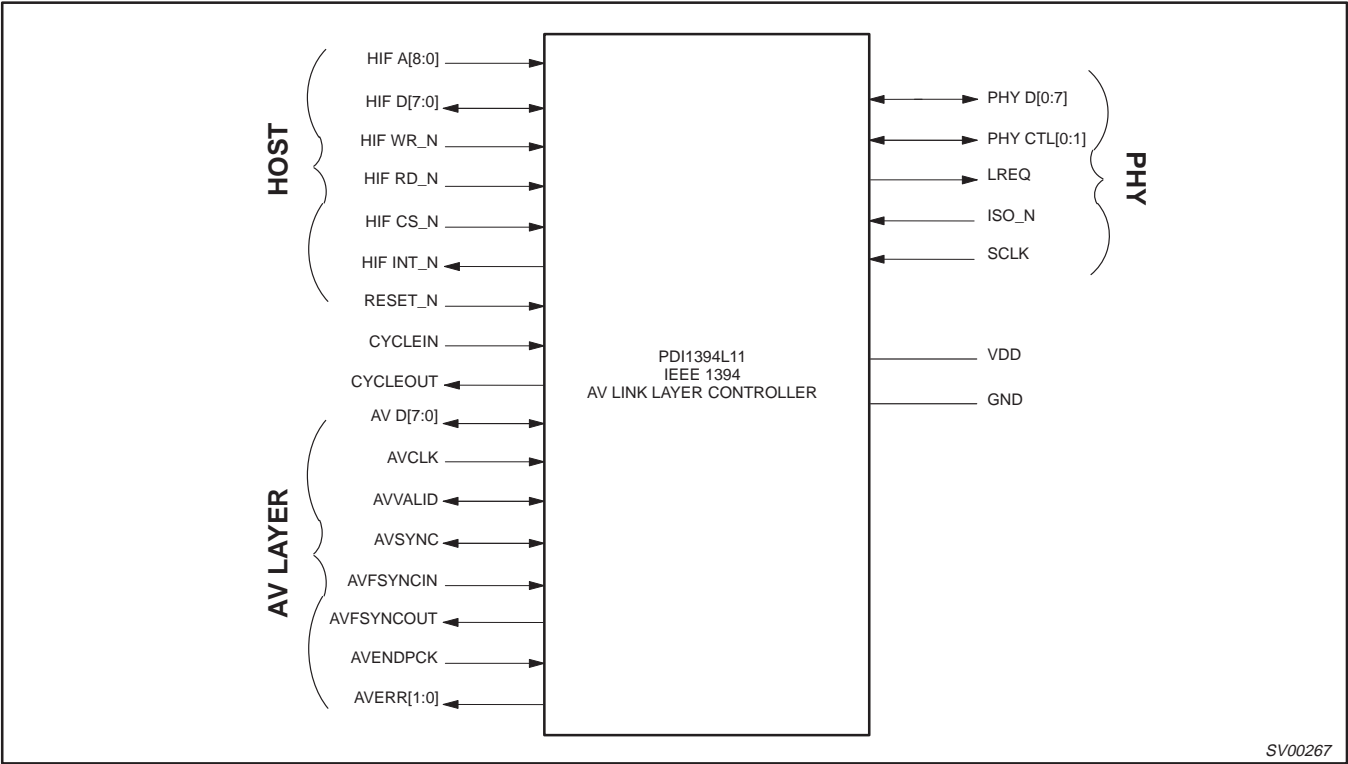 HOST
HIF A[8:0]
HIF D[7:0]
HIF WR_N
HIF RD_N
HIF CS_N
HIF INT_N
RESET_N
CYCLEIN
CYCLEOUT
AV LAYER
AV D[7:0]
AVCLK
AVVALID
AVSYNC
AVFSYNCIN
AVFSYNCOUT
AVENDPCK
AVERR[1:0]
PDI1394L11
IEEE 1394
AV LINK LAYER CONTROLLER
PHY D[0:7]
PHY CTL[0:1]
LREQ
ISO_N
SCLK
PHY
VDD
GND
SV00267